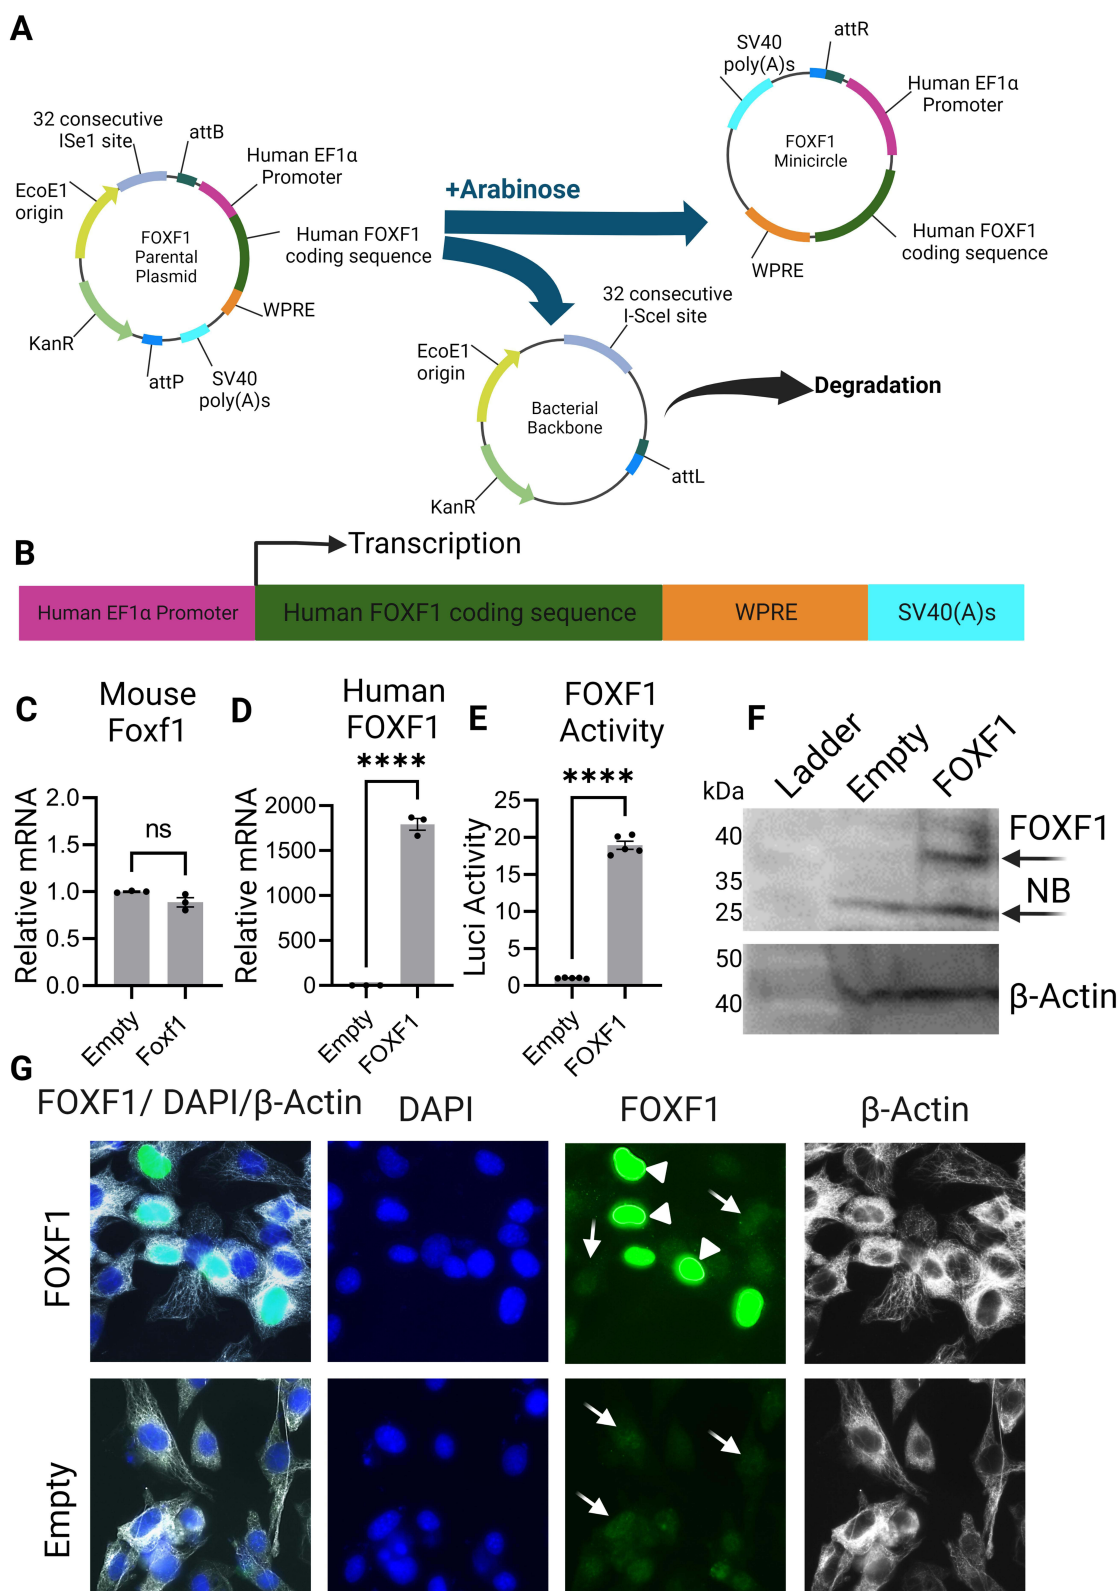 A
32 consecutive
ISe1 site
attB
Human EF1α
Promoter
EcoE1
origin
FOXF1
Parental
Plasmid
Human FOXF1
coding sequence
WPRE
KanR
attP
SV40
poly(A)s
+Arabinose
SV40
poly(A)s
attR
Human EF1α
Promoter
FOXF1
Minicircle
Human FOXF1
coding sequence
WPRE
32 consecutive
I-SceI site
EcoE1
origin
Bacterial
Backbone
KanR
attL
Degradation
B
Transcription
Human EF1α Promoter
Human FOXF1 coding sequence
WPRE
SV40(A)s
C
Mouse
Foxf1
Relative mRNA
2.0
1.5
1.0
0.5
0.0
ns
Empty
Foxf1
D
Human
FOXF1
Relative mRNA
2000
1500
1000
500
0
****
Empty
FOXF1
E
FOXF1
Activity
Luci Activity
25
20
15
10
5
0
****
Empty
FOXF1
F
Ladder
Empty
FOXF1
kDa
40
35
25
FOXF1
NB
50
40
β-Actin
G
FOXF1/ DAPI/β-Actin
DAPI
FOXF1
β-Actin
FOXF1
Empty